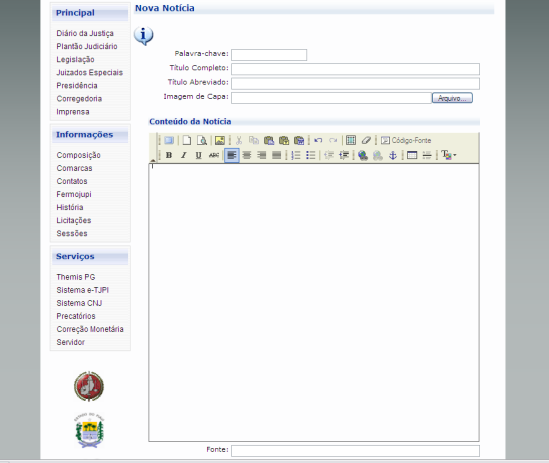 Principal
Diário da Justiça
Plantão Judiciário
Legislação
Juizados Especiais
Presidência
Corregedoria
Imprensa
Informações
Composição
Comarcas
Contatos
Fermojupi
História
Licitações
Sessões
Serviços
Themis PG
Sistema e-TJPI
Sistema CNJ
Precatórios
Correção Monetária
Servidor
Nova Notícia
Palavra-chave:
Título Completo:
Título Abreviado:
Imagem de Capa:
Arquivo...
Conteúdo da Notícia
Código-Fonte
B I U ABC
Fonte: